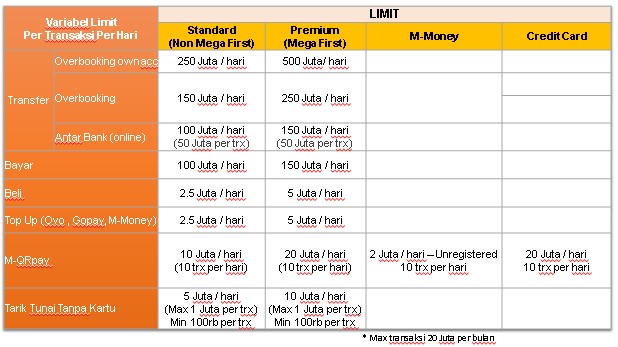 Variabel Limit
Per Transaksi Per Hari
LIMIT
Standard
(Non Mega First)
Premium
(Mega First)
M-Money
Credit Card
Transfer
Overbooking own acc
250 Juta / hari
500 Juta/ hari
Overbooking
150 Juta / hari
250 Juta / hari
Antar Bank (online)
100 Juta / hari
(50 Juta per trx)
150 Juta / hari
(50 Juta per trx)
Bayar
100 Juta / hari
150 Juta / hari
Beli
2.5 Juta / hari
5 Juta / hari
Top Up (Ovo , Gopay, M-Money)
2.5 Juta / hari
5 Juta / hari
M-QRpay
10 Juta / hari
(10 trx per hari)
20 Juta / hari
(10 trx per hari)
2 Juta / hari – Unregistered
10 trx per hari
20 Juta / hari
10 trx per hari
Tarik Tunai Tanpa Kartu
5 Juta / hari
(Max 1 Juta per trx)
Min 100rb per trx
10 Juta / hari
(Max 1 Juta per trx)
Min 100rb per trx
* Max transaksi 20 Juta per bulan